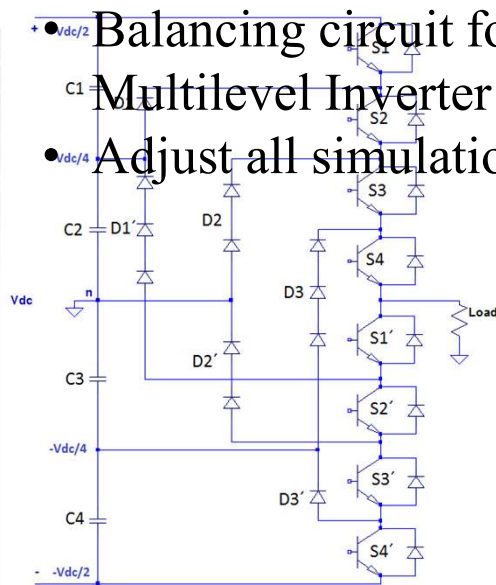 • Balancing circuit fo
Multilevel Inverter
• Adjust all simulatio
+ Vdc/2
S1
C1
S2
Vdc/4
S3
C2
D1´
D2
S4
D3
Vdc
n
Load
S1´
D2´
C3
S2´
-Vdc/4
S3´
D3´
C4
S4´
- -Vdc/2